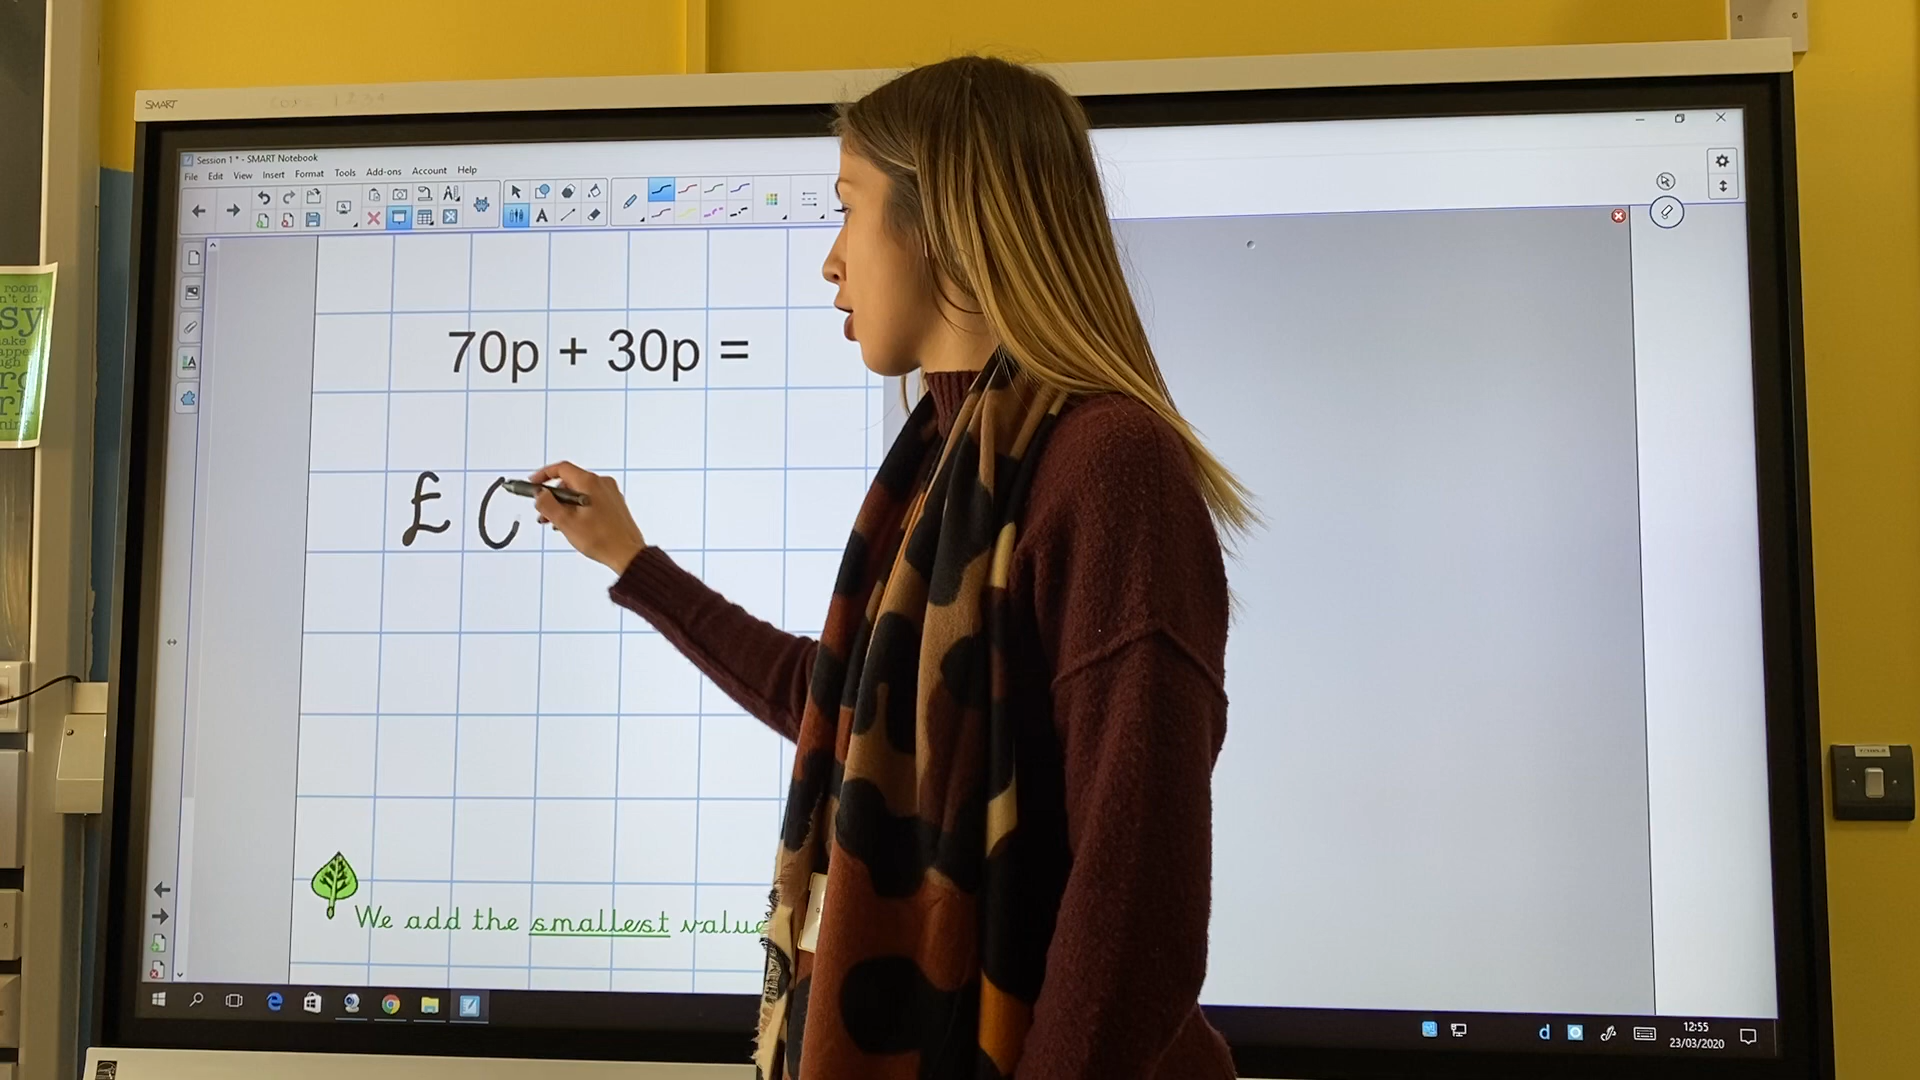 SMART
Session 1 * - SMART Notebook
File Edit View Insert Format Tools Add-ons Account Help
70p + 30p =
£
We add the smallest value
12:55
23/03/2020
room.